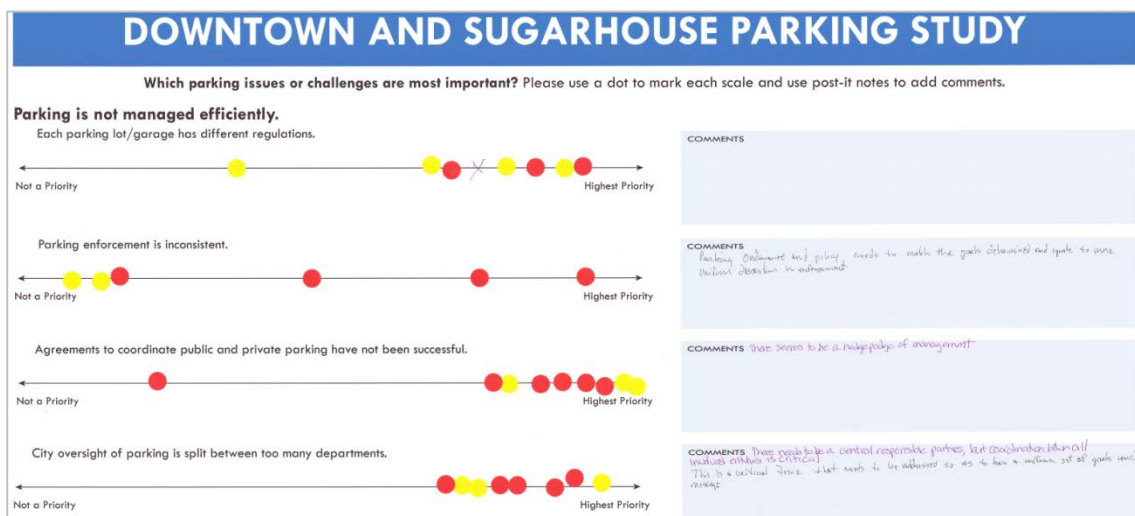 DOWNTOWN AND SUGARHOUSE PARKING STUDY
Which parking issues or challenges are most important? Please use a dot to mark each scale and use post-it notes to add comments.
Parking is not managed efficiently.
Each parking lot/garage has different regulations.
Not a Priority
Highest Priority
COMMENTS
Parking enforcement is inconsistent.
Not a Priority
Highest Priority
COMMENTS
Parking Ordinance and policy needs to match the goals determined and to more
uniform in enforcement
Agreements to coordinate public and private parking have not been successful.
Not a Priority
Highest Priority
COMMENTS There seems to be a hodgepodge of management
City oversight of parking is split between too many departments.
Not a Priority
Highest Priority
COMMENTS There needs to be a central responsible parties, but coordination all
involved entities is critical
This is a critical that needs to be addressed so as to have a uniform set of goals